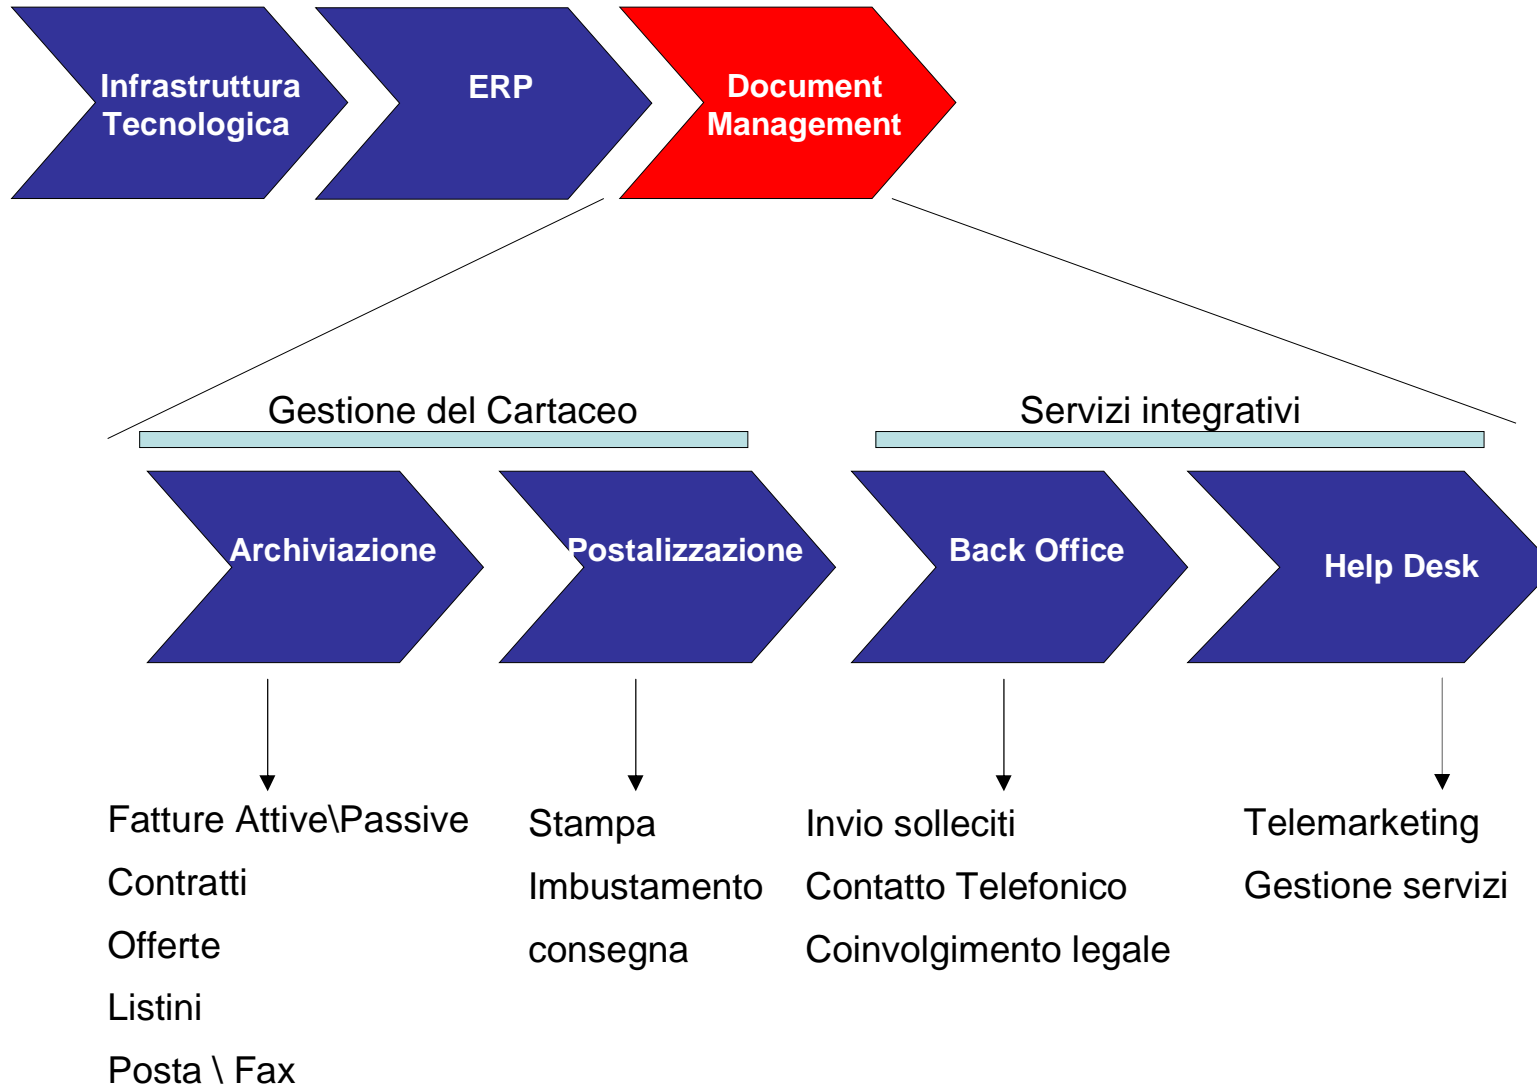 Infrastruttura
Tecnologica
ERP
Document
Management
Gestione del Cartaceo
Servizi integrativi
Archiviazione
Postalizzazione
Back Office
Help Desk
Fatture Attive\Passive
Contratti
Offerte
Listini
Posta \ Fax
Stampa
Imbustamento
consegna
Invio solleciti
Contatto Telefonico
Coinvolgimento legale
Telemarketing
Gestione servizi